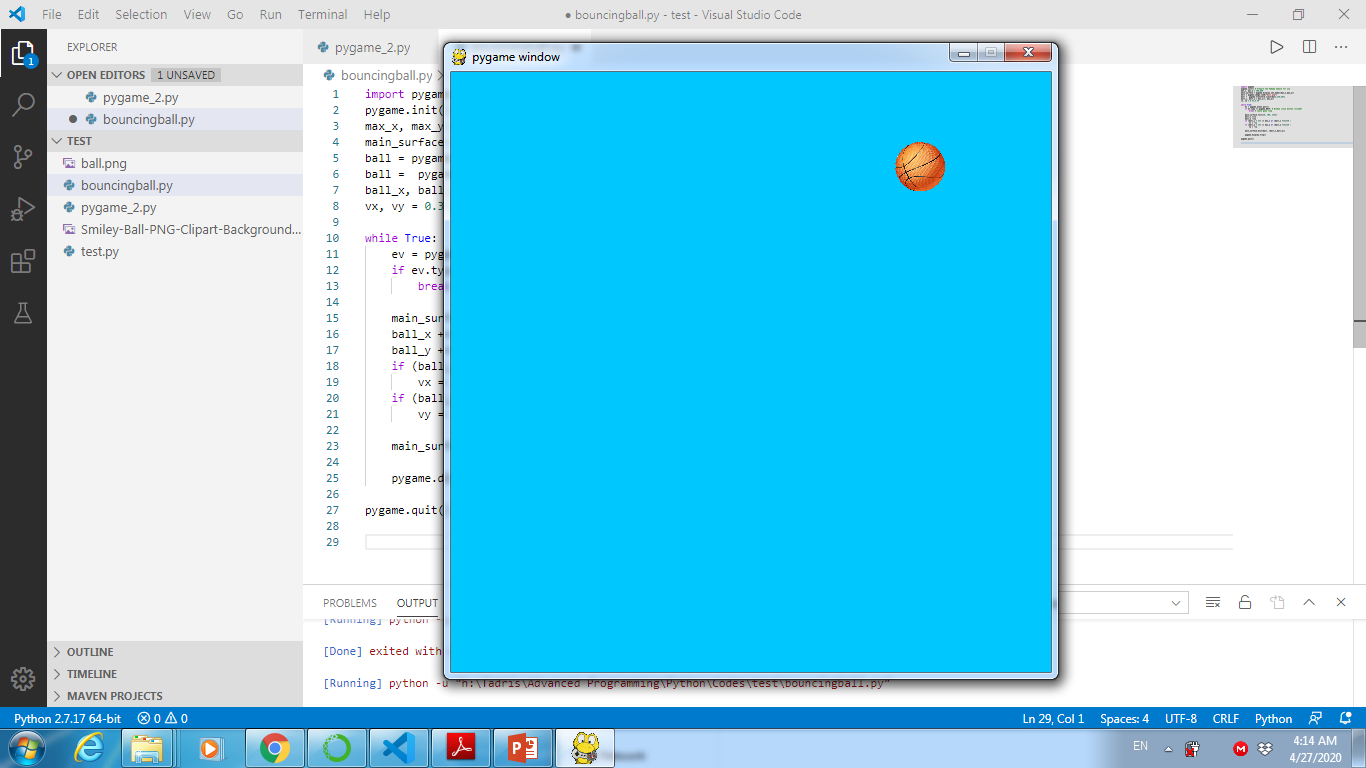 File Edit Selection View Go Run Terminal Help
● bouncingball.py - test - Visual Studio Code
EXPLORER
OPEN EDITORS 1 UNSAVED
pygame_2.py
bouncingball.py
TEST
ball.png
bouncingball.py
pygame_2.py
Smiley-Ball-PNG-Clipart-Background...
test.py
OUTLINE
TIMELINE
MAVEN PROJECTS
1
pygame_2.py
bouncingball.py
1 import pygam
2 pygame.init(
3 max_x, max_y
4 main_surface
5 ball = pygam
6 ball = pygam
7 ball_x, ball
8 vx, vy = 0.3
9
10 while True:
11 ev = pyg
12 if ev.ty
13 brea
14
15 main_sur
16 ball_x +
17 ball_y +
18 if (ball
19 vx =
20 if (ball
21 vy =
22
23 main_sur
24
25 pygame.d
26
27 pygame.quit(
28
29
pygame window
PROBLEMS OUTPUT
[Running] python -
[Done] exited with
[Running] python -u "h:\Tadris\Advanced Programming\Python\Codes\test\bouncingball.py"
Python 2.7.17 64-bit 0 0
Ln 29, Col 1 Spaces: 4 UTF-8 CRLF Python
EN
4:14 AM
4/27/2020